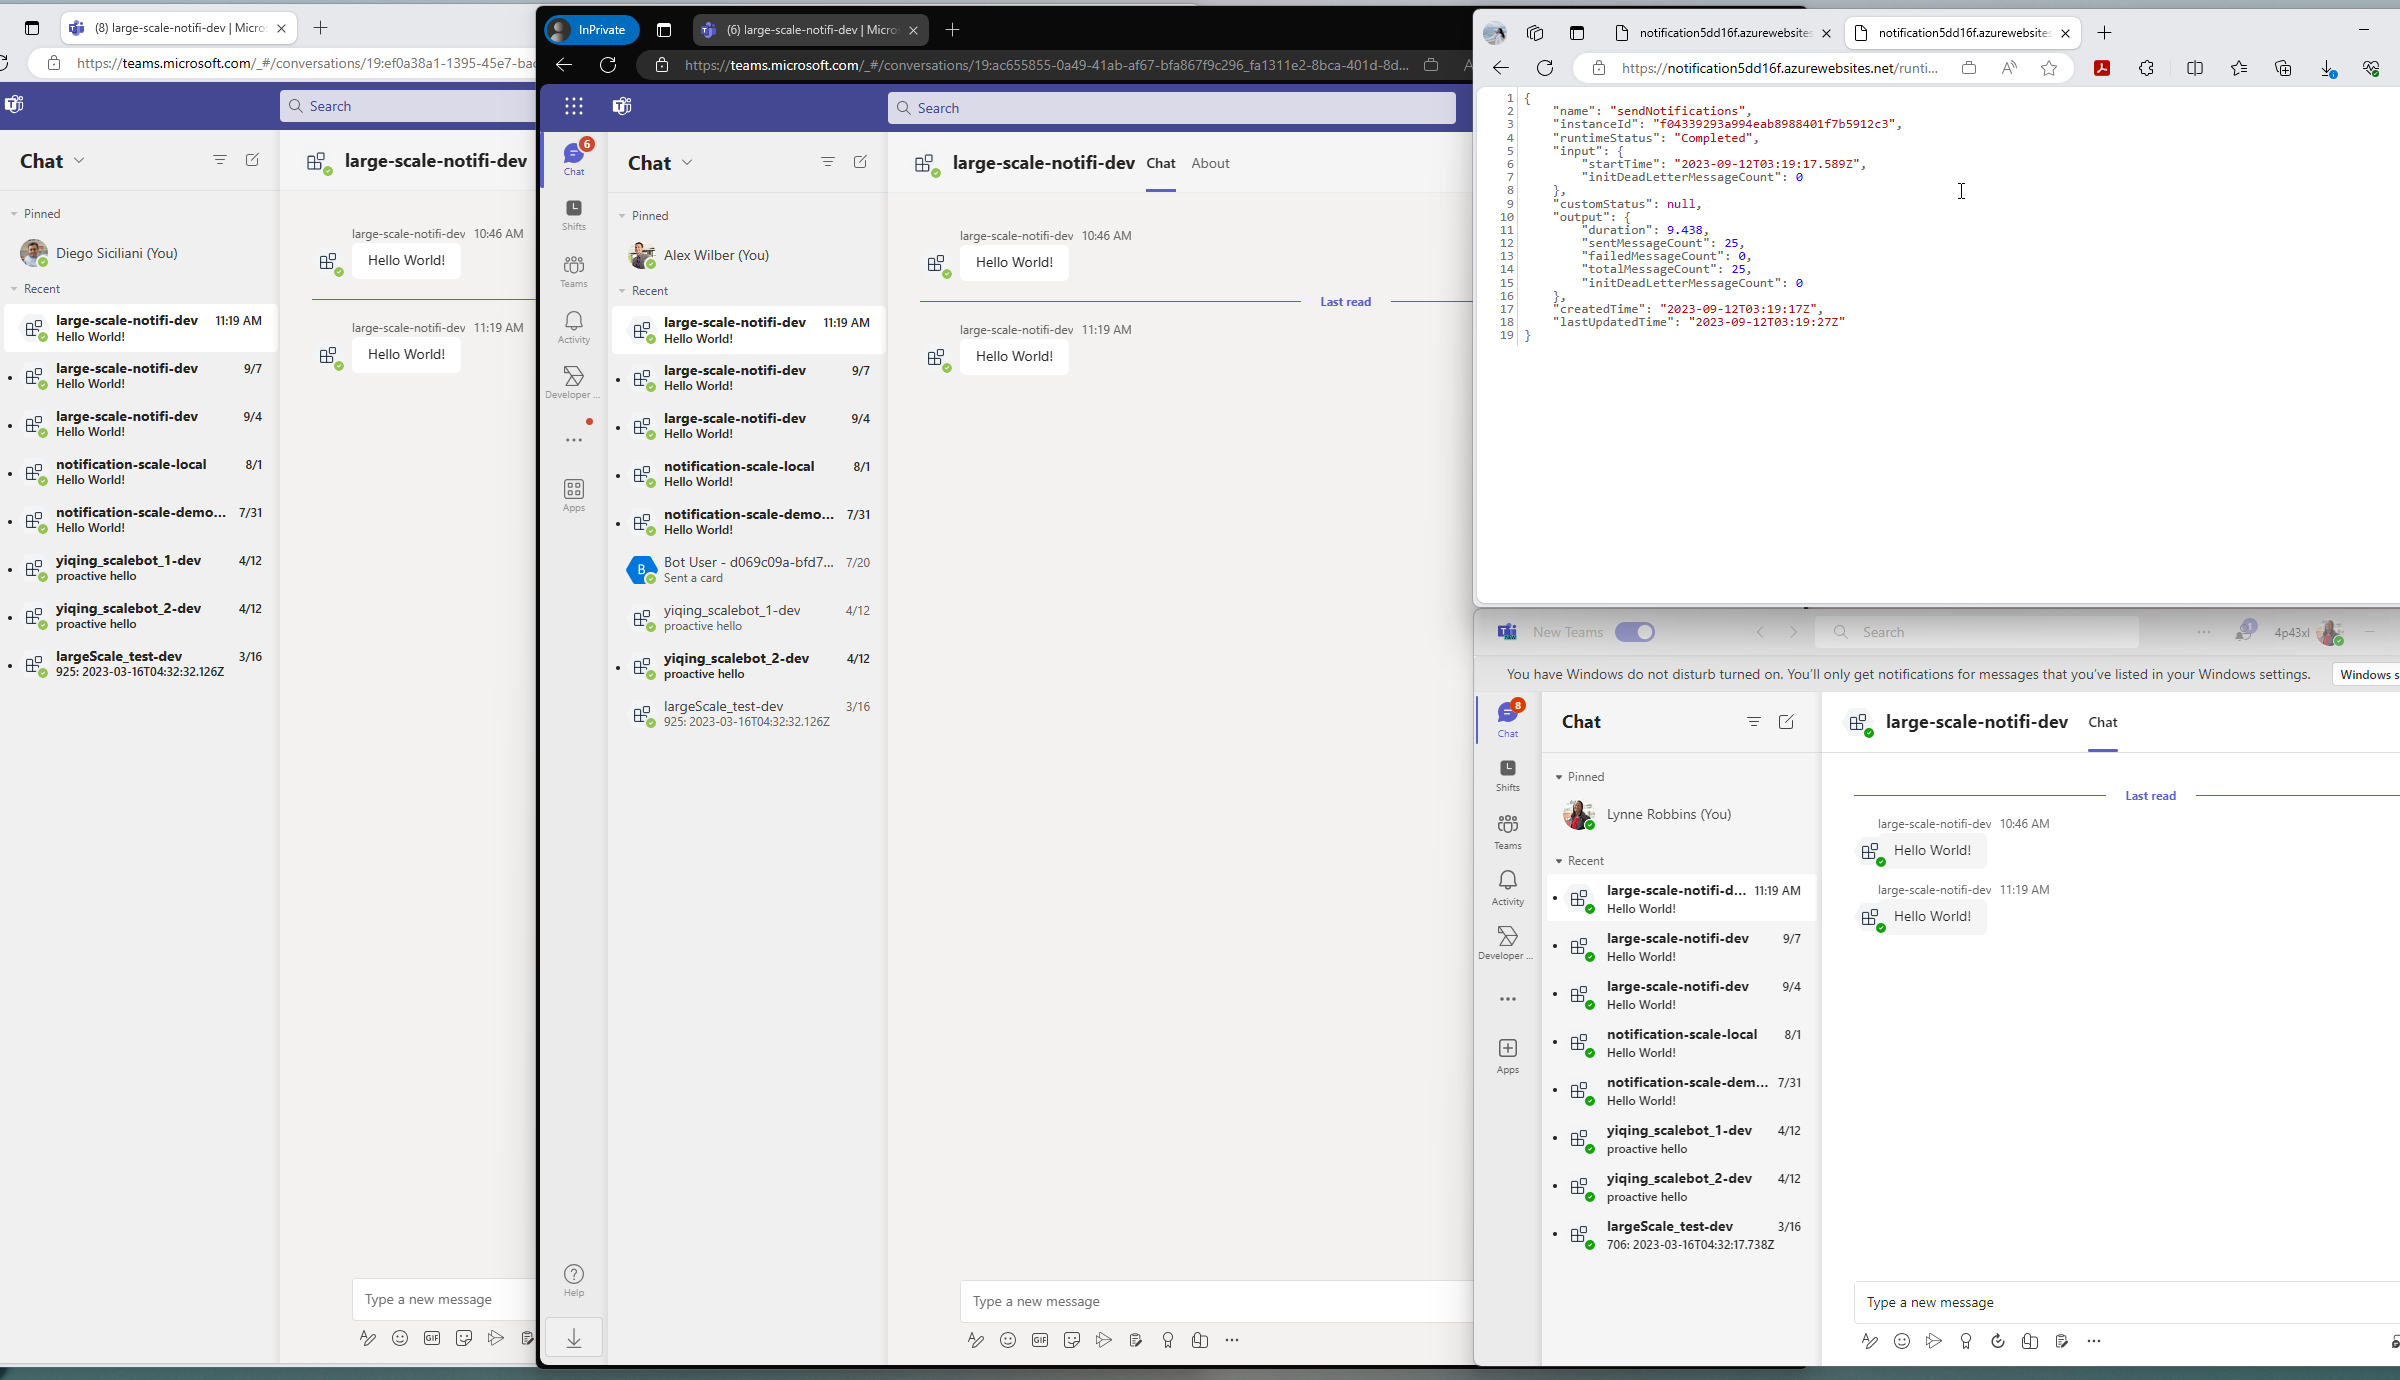 (8) large-scale-notifi-dev | Micro
https://teams.microsoft.com/_#/conversations/19:ef0a38a1-1395-45e7-bac
Search
Chat
large-scale-notifi-dev
Pinned
Diego Siciliani (You)
Recent
large-scale-notifi-dev 11:19 AM
Hello World!
large-scale-notifi-dev 9/7
Hello World!
large-scale-notifi-dev 9/4
Hello World!
notification-scale-local 8/1
Hello World!
notification-scale-demo... 7/31
Hello World!
yiqing_scalebot_1-dev 4/12
proactive hello
yiqing_scalebot_2-dev 4/12
proactive hello
largeScale_test-dev 3/16
925: 2023-03-16T04:32:32.126Z
large-scale-notifi-dev 10:46 AM
Hello World!
large-scale-notifi-dev 11:19 AM
Hello World!
Type a new message
GIF
InPrivate
(6) large-scale-notifi-dev | Micro
https://teams.microsoft.com/_#/conversations/19:ac655855-0a49-41ab-af67-bfa867f9c296_fa1311e2-8bca-401d-8d...
Search
6
Chat
Shifts
Teams
Activity
Developer ...
Apps
Help
Chat
Pinned
Alex Wilber (You)
Recent
large-scale-notifi-dev 11:19 AM
Hello World!
large-scale-notifi-dev 9/7
Hello World!
large-scale-notifi-dev 9/4
Hello World!
notification-scale-local 8/1
Hello World!
notification-scale-demo... 7/31
Hello World!
B
Bot User - d069c09a-bfd7... 7/20
Sent a card
yiqing_scalebot_1-dev 4/12
proactive hello
yiqing_scalebot_2-dev 4/12
proactive hello
largeScale_test-dev 3/16
925: 2023-03-16T04:32:32.126Z
large-scale-notifi-dev Chat About
large-scale-notifi-dev 10:46 AM
Hello World!
Last read
large-scale-notifi-dev 11:19 AM
Hello World!
Type a new message
GIF
notification5dd16f.azurewebsites
notification5dd16f.azurewebsites
https://notification5dd16f.azurewebsites.net/runti...
1 {
2 "name": "sendNotifications",
3 "instanceId": "f04339293a994eab8988401f7b5912c3",
4 "runtimeStatus": "Completed",
5 "input": {
6 "startTime": "2023-09-12T03:19:17.589Z",
7 "initDeadLetterMessageCount": 0
8 },
9 "customStatus": null,
10 "output": {
11 "duration": 9.438,
12 "sentMessageCount": 25,
13 "failedMessageCount": 0,
14 "totalMessageCount": 25,
15 "initDeadLetterMessageCount": 0
16 },
17 "createdTime": "2023-09-12T03:19:17Z",
18 "lastUpdatedTime": "2023-09-12T03:19:27Z"
19 }
New Teams
Search
1
4p43xl
You have Windows do not disturb turned on. You'll only get notifications for messages that you've listed in your Windows settings.
Windows s
8
Chat
Shifts
Teams
Activity
Developer ...
Apps
Chat
Pinned
Lynne Robbins (You)
Recent
large-scale-notifi-d... 11:19 AM
Hello World!
large-scale-notifi-dev 9/7
Hello World!
large-scale-notifi-dev 9/4
Hello World!
notification-scale-local 8/1
Hello World!
notification-scale-dem... 7/31
Hello World!
yiqing_scalebot_1-dev 4/12
proactive hello
yiqing_scalebot_2-dev 4/12
proactive hello
largeScale_test-dev 3/16
706: 2023-03-16T04:32:17.738Z
large-scale-notifi-dev Chat
Last read
large-scale-notifi-dev 10:46 AM
Hello World!
large-scale-notifi-dev 11:19 AM
Hello World!
Type a new message